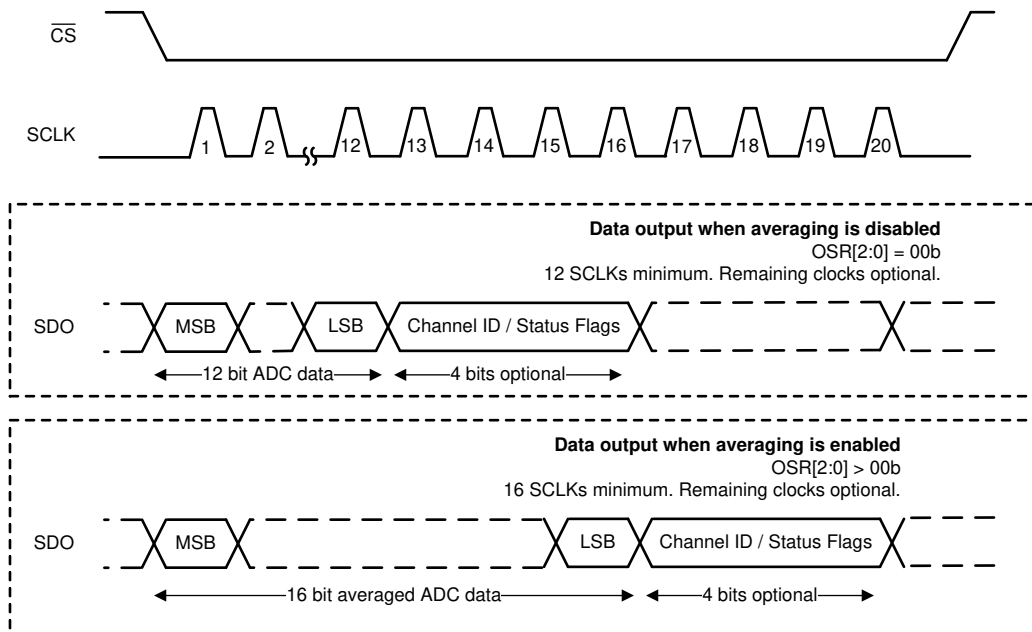 CS
SCLK
1 2 12 13 14 15 16 17 18 19 20
Data output when averaging is disabled
OSR[2:0] = 00b
12 SCLKs minimum. Remaining clocks optional.
SDO
MSB LSB Channel ID / Status Flags
12 bit ADC data 4 bits optional
Data output when averaging is enabled
OSR[2:0] > 00b
16 SCLKs minimum. Remaining clocks optional.
SDO
MSB LSB Channel ID / Status Flags
16 bit averaged ADC data 4 bits optional